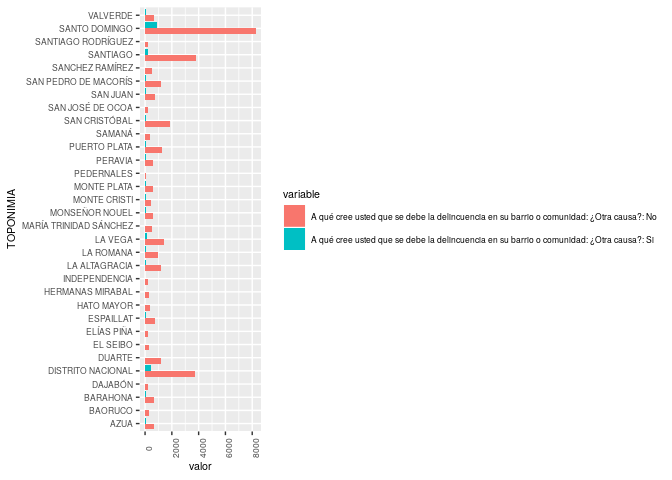 VALVERDE
SANTO DOMINGO
SANTIAGO RODRÍGUEZ
SANTIAGO
SANCHEZ RAMÍREZ
SAN PEDRO DE MACORÍS
SAN JUAN
SAN JOSÉ DE OCOA
SAN CRISTÓBAL
SAMANÁ
PUERTO PLATA
PERAVIA
PEDERNALES
MONTE PLATA
MONTE CRISTI
MONSEÑOR NOUEL
MARÍA TRINIDAD SÁNCHEZ
LA VEGA
LA ROMANA
LA ALTAGRACIA
INDEPENDENCIA
HERMANAS MIRABAL
HATO MAYOR
ESPAILLAT
ELÍAS PIÑA
EL SEIBO
DUARTE
DISTRITO NACIONAL
DAJABÓN
BARAHONA
BAORUCO
AZUA
TOPONIMIA
0
2000
4000
6000
8000
valor
variable
A qué cree usted que se debe la delincuencia en su barrio o comunidad: ¿Otra causa?: No
A qué cree usted que se debe la delincuencia en su barrio o comunidad: ¿Otra causa?: Si